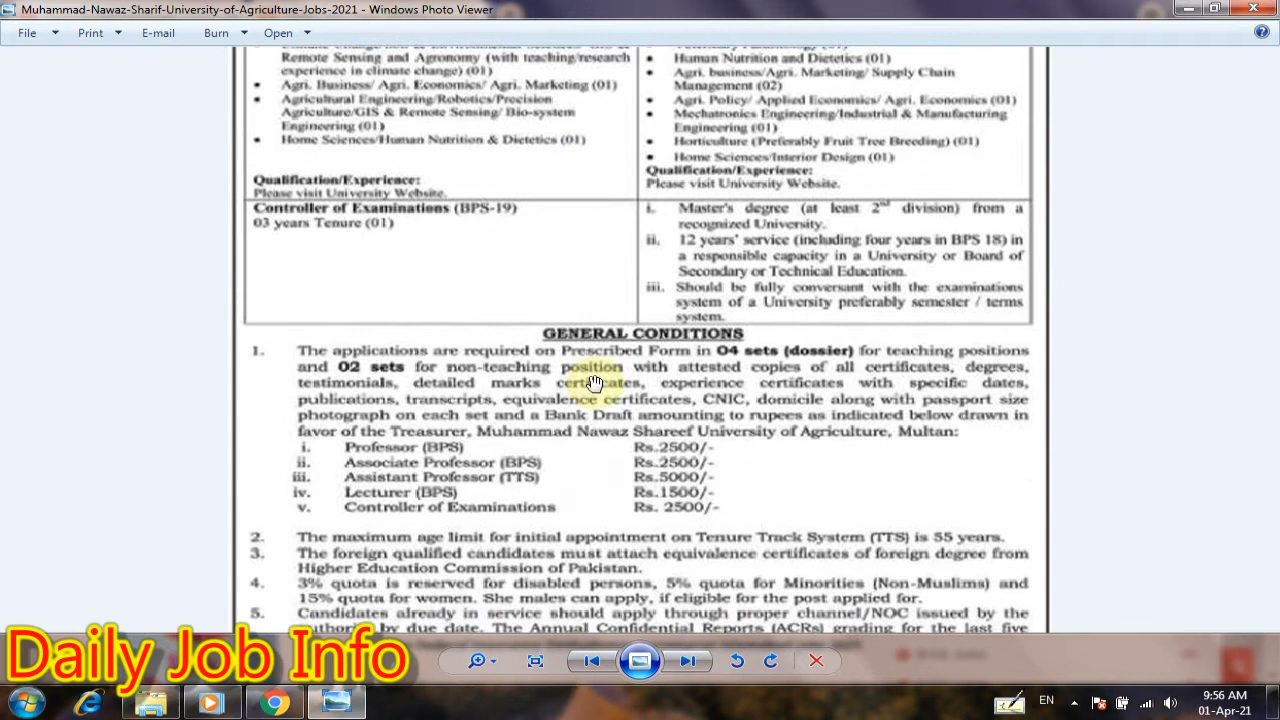 Muhammad-Nawaz-Sharif-University-of-Agriculture-Jobs-2021 - Windows Photo Viewer
File Print E-mail Burn Open
Remote Sensing and Agronomy (with teaching/research
experience in climate change) (01)
• Agri. Business/ Agri. Economics/ Agri. Marketing (01)
• Agricultural Engineering/Robotics/Precision
Agriculture/GIS & Remote Sensing/ Bio-system
Engineering (01)
• Home Sciences/Human Nutrition & Dietetics (01)
Qualification/Experience:
Please visit University Website.
• Human Nutrition and Dietetics (01)
• Agri. business/Agri. Marketing/ Supply Chain
Management (02)
• Agri. Policy/ Applied Economics/ Agri. Economics (01)
• Mechatronics Engineering/Industrial & Manufacturing
Engineering (01)
• Horticulture (Preferably Fruit Tree Breeding) (01)
• Home Sciences/Interior Design (01)
Qualification/Experience:
Please visit University Website.
Controller of Examinations (BPS-19)
03 years Tenure (01)
i. Master's degree (at least 2nd division) from a
recognized University.
ii. 12 years' service (including four years in BPS 18) in
a responsible capacity in a University or Board of
Secondary or Technical Education.
iii. Should be fully conversant with the examinations
system of a University preferably semester / terms
system.
GENERAL CONDITIONS
1. The applications are required on Prescribed Form in 04 sets (dossier) for teaching positions
and 02 sets for non-teaching position with attested copies of all certificates, degrees,
testimonials, detailed marks certificates, experience certificates with specific dates,
publications, transcripts, equivalence certificates, CNIC, domicile along with passport size
photograph on each set and a Bank Draft amounting to rupees as indicated below drawn in
favor of the Treasurer, Muhammad Nawaz Shareef University of Agriculture, Multan:
i. Professor (BPS) Rs.2500/-
ii. Associate Professor (BPS) Rs.2500/-
iii. Assistant Professor (TTS) Rs.5000/-
iv. Lecturer (BPS) Rs.1500/-
v. Controller of Examinations Rs. 2500/-
2. The maximum age limit for initial appointment on Tenure Track System (TTS) is 55 years.
3. The foreign qualified candidates must attach equivalence certificates of foreign degree from
Higher Education Commission of Pakistan.
4. 3% quota is reserved for disabled persons, 5% quota for Minorities (Non-Muslims) and
15% quota for women. She males can apply, if eligible for the post applied for.
5. Candidates already in service should apply through proper channel/NOC issued by the
authority by due date. The Annual Confidential Reports (ACRs) grading for the last five
Daily Job Info
EN
9:56 AM
01-Apr-21